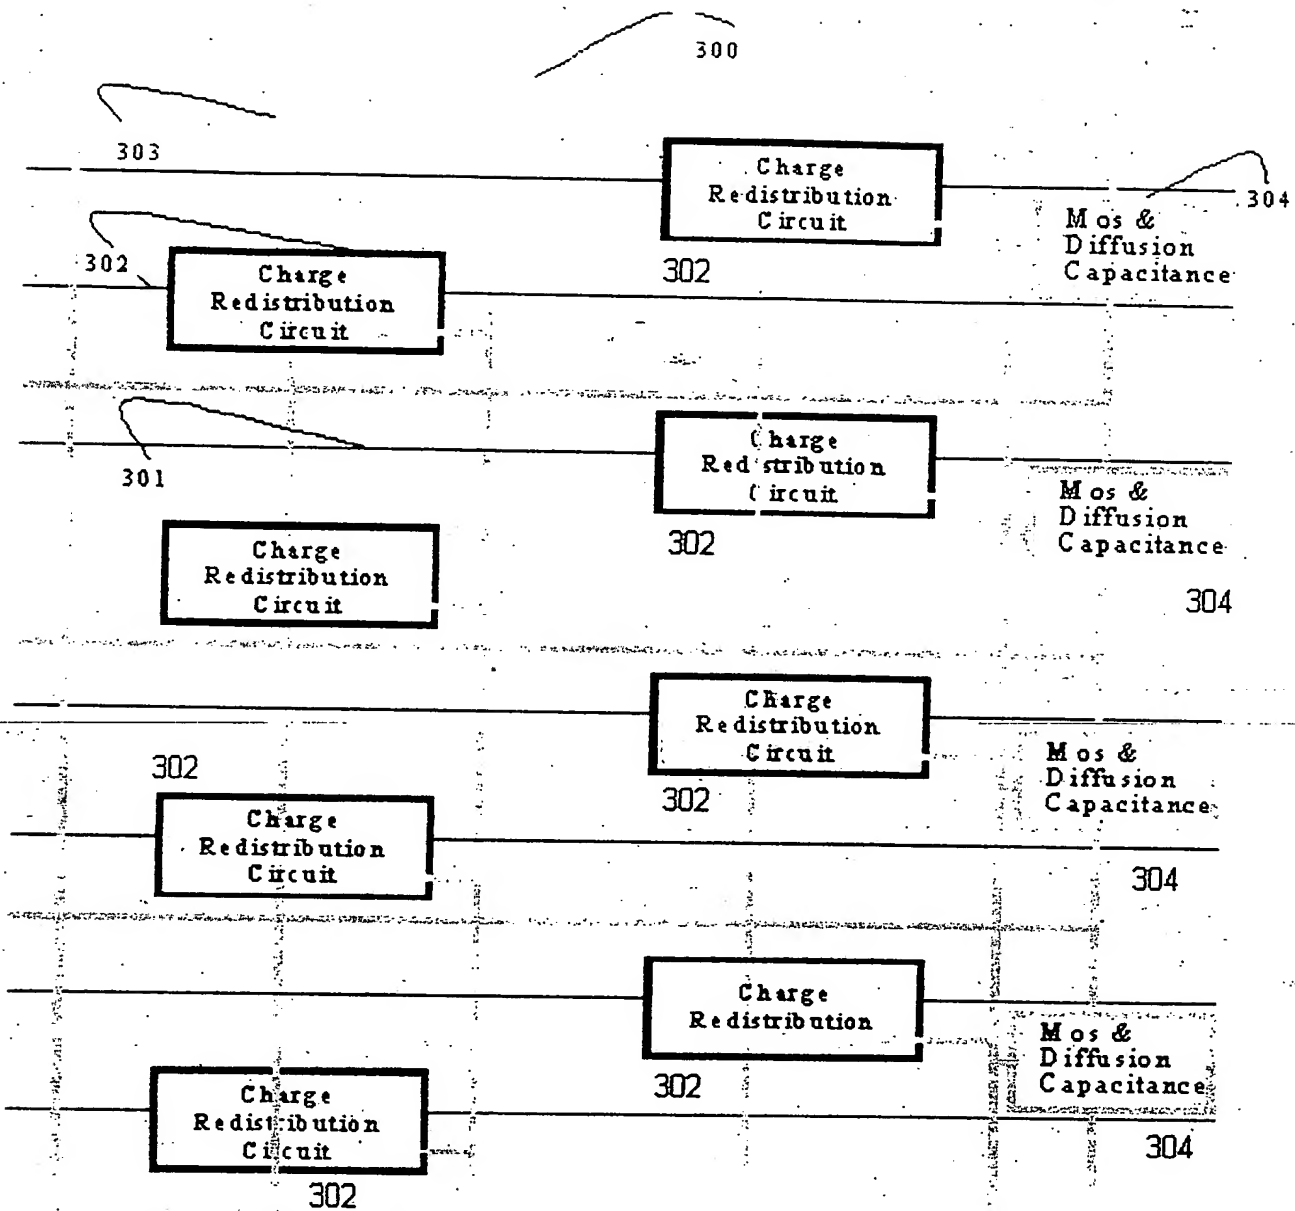 300
303
Charge
Redistribution
Circuit
304
Mos &
Diffusion
Capacitance
302
302
Charge
Redistribution
Circuit
301
Charge
Redistribution
Circuit
302
Mos &
Diffusion
Capacitance
304
Charge
Redistribution
Circuit
Charge
Redistribution
Circuit
302
Mos &
Diffusion
Capacitance
304
302
Charge
Redistribution
Circuit
Charge
Redistribution
302
Mos &
Diffusion
Capacitance
304
Charge
Redistribution
Circuit
302